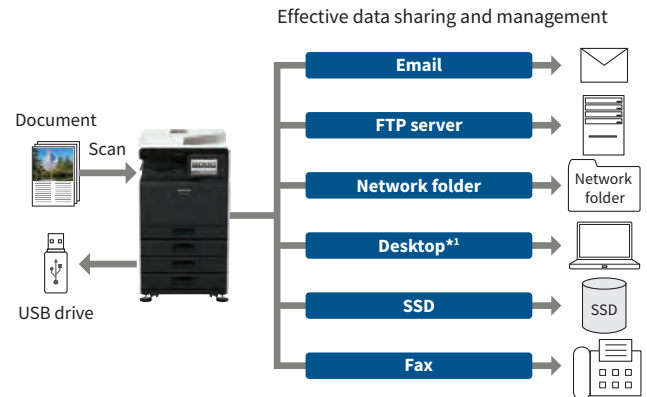 Effective data sharing and management
Email
FTP server
Document
Scan
Network folder
Network
folder
Desktop*1
USB drive
SSD
SSD
Fax